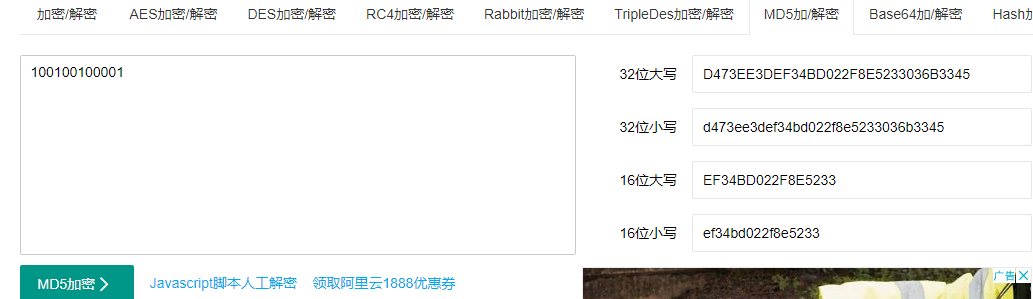 加密/解密 AES加密/解密 DES加密/解密 RC4加密/解密 Rabbit加密/解密 TripleDes加密/解密 MD5加/解密 Base64加/解密 Hash加
100100100001
32位大写 D473EE3DEF34BD022F8E5233036B3345
32位小写 d473ee3def34bd022f8e5233036b3345
16位大写 EF34BD022F8E5233
16位小写 ef34bd022f8e5233
MD5加密 Javascript脚本人工解密 领取阿里云1888优惠券
广告